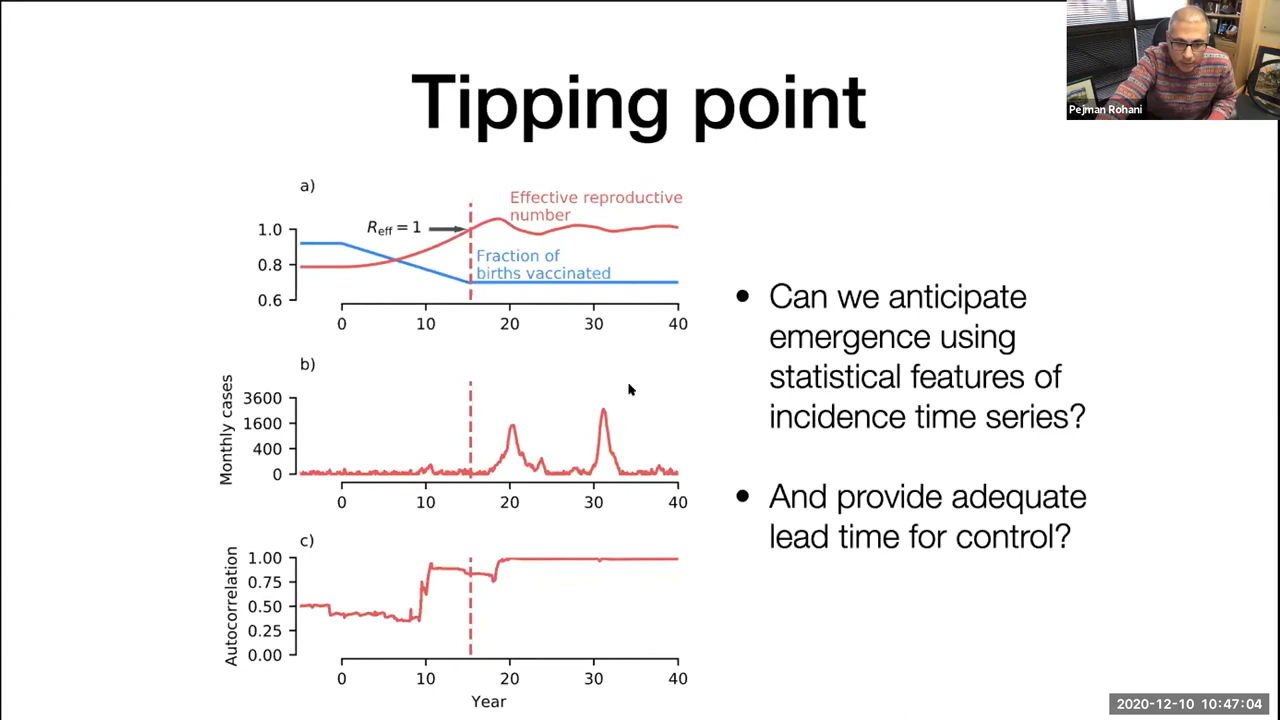 Tipping point
Pejman Rohani
a)
Effective reproductive
number
R_eff = 1
Fraction of
births vaccinated
1.0
0.8
0.6
0 10 20 30 40
b)
Monthly cases
3600
1600
400
0
0 10 20 30 40
c)
Autocorrelation
1.00
0.75
0.50
0.25
0.00
0 10 20 30 40
Year
• Can we anticipate
emergence using
statistical features of
incidence time series?
• And provide adequate
lead time for control?
2020-12-10 10:47:04